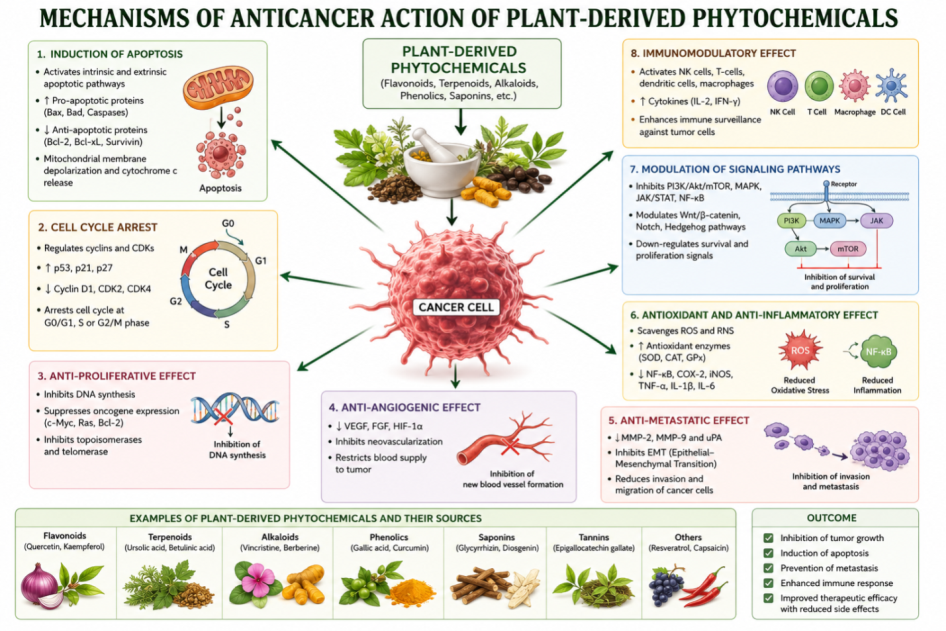 MECHANISMS OF ANTICANCER ACTION OF PLANT-DERIVED PHYTOCHEMICALS
1. INDUCTION OF APOPTOSIS
• Activates intrinsic and extrinsic
apoptotic pathways
• ↑ Pro-apoptotic proteins
(Bax, Bad, Caspases)
• ↓ Anti-apoptotic proteins
(Bcl-2, Bcl-xL, Survivin)
• Mitochondrial membrane
depolarization and cytochrome c
release
Apoptosis
PLANT-DERIVED
PHYTOCHEMICALS
(Flavonoids, Terpenoids, Alkaloids,
Phenolics, Saponins, etc.)
8. IMMUNOMODULATORY EFFECT
• Activates NK cells, T-cells,
dendritic cells, macrophages
• ↑ Cytokines (IL-2, IFN-γ)
• Enhances immune surveillance
against tumor cells
NK Cell
T Cell
Macrophage
DC Cell
2. CELL CYCLE ARREST
• Regulates cyclins and CDKs
• ↑ p53, p21, p27
• ↓ Cyclin D1, CDK2, CDK4
• Arrests cell cycle at
G0/G1, S or G2/M phase
G0
M
G1
Cell
Cycle
G2
S
CANCER CELL
7. MODULATION OF SIGNALING PATHWAYS
• Inhibits PI3K/Akt/mTOR, MAPK,
JAK/STAT, NF-κB
• Modulates Wnt/β-catenin,
Notch, Hedgehog pathways
• Down-regulates survival and
proliferation signals
Receptor
PI3K
MAPK
JAK
Akt
mTOR
Inhibition of survival
and proliferation
3. ANTI-PROLIFERATIVE EFFECT
• Inhibits DNA synthesis
• Suppresses oncogene expression
(c-Myc, Ras, Bcl-2)
• Inhibits topoisomerases
and telomerase
Inhibition of
DNA synthesis
6. ANTIOXIDANT AND ANTI-INFLAMMATORY EFFECT
• Scavenges ROS and RNS
• ↑ Antioxidant enzymes
(SOD, CAT, GPx)
• ↓ NF-κB, COX-2, iNOS,
TNF-α, IL-1β, IL-6
ROS
NF-κB
Reduced
Oxidative Stress
Reduced
Inflammation
4. ANTI-ANGIOGENIC EFFECT
• ↓ VEGF, FGF, HIF-1α
• Inhibits neovascularization
• Restricts blood supply
to tumor
Inhibition of
new blood vessel formation
5. ANTI-METASTATIC EFFECT
• ↓ MMP-2, MMP-9 and uPA
• Inhibits EMT (Epithelial–
Mesenchymal Transition)
• Reduces invasion and
migration of cancer cells
Inhibition of invasion
and metastasis
EXAMPLES OF PLANT-DERIVED PHYTOCHEMICALS AND THEIR SOURCES
Flavonoids
(Quercetin, Kaempferol)
Terpenoids
(Ursolic acid, Betulinic acid)
Alkaloids
(Vincristine, Berberine)
Phenolics
(Gallic acid, Curcumin)
Saponins
(Glycyrrhizin, Diosgenin)
Tannins
(Epigallocatechin gallate)
Others
(Resveratrol, Capsaicin)
OUTCOME
Inhibition of tumor growth
Induction of apoptosis
Prevention of metastasis
Enhanced immune response
Improved therapeutic efficacy
with reduced side effects